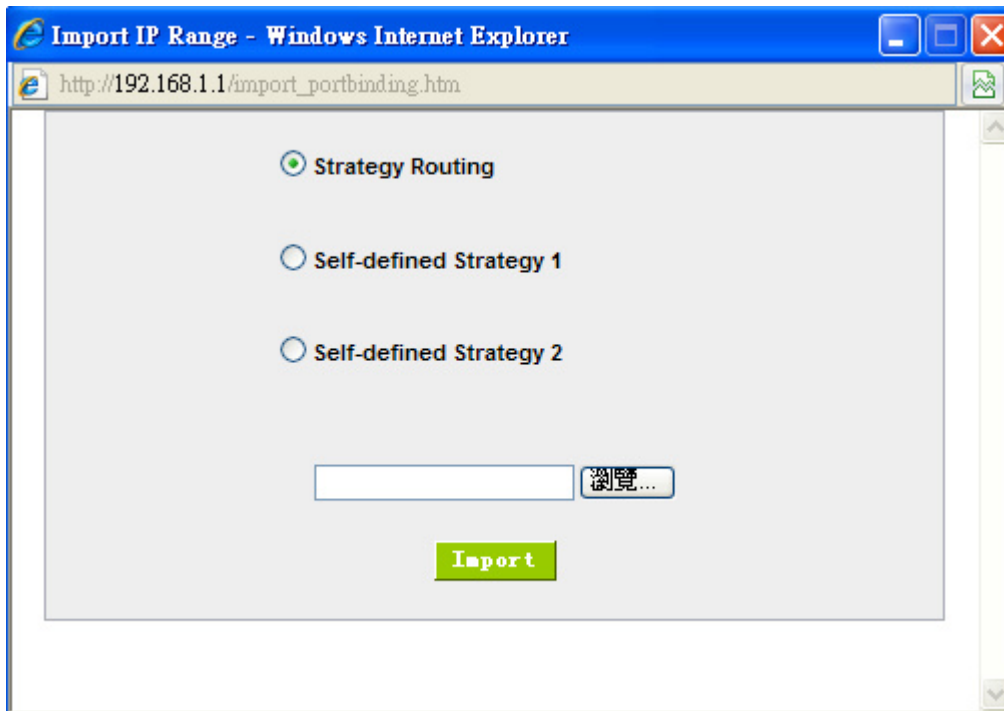 Import IP Range - Windows Internet Explorer
http://192.168.1.1/import_portbinding.htm
Strategy Routing
Self-defined Strategy 1
Self-defined Strategy 2
瀏覽...
Import